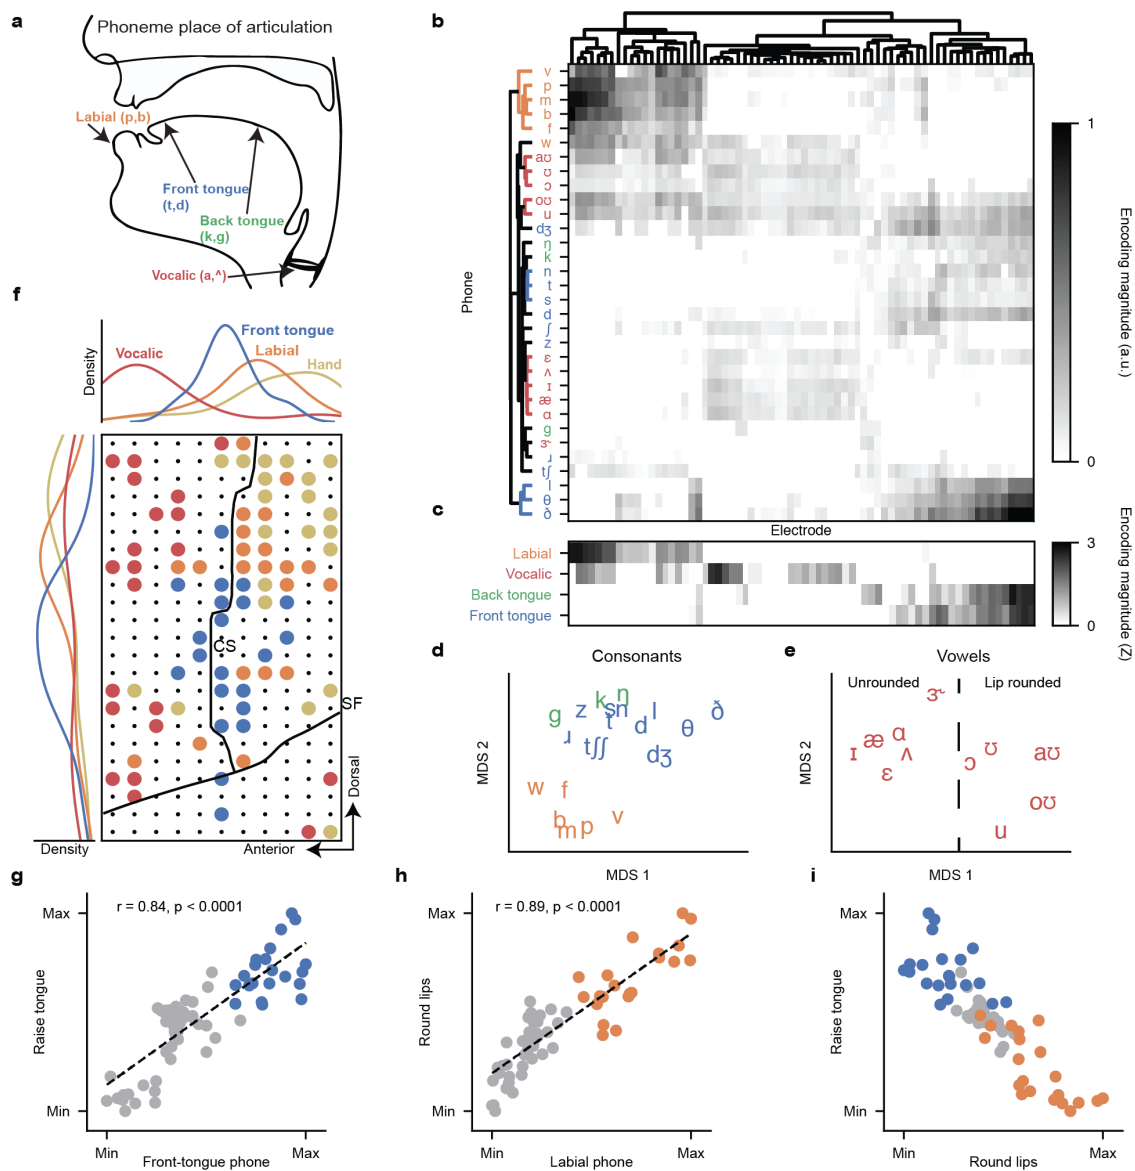 a
Phoneme place of articulation
Labial (p,b)
Front tongue
(t,d)
Back tongue
(k,g)
Vocalic (a,^)
b
Phone
v
p
m
b
f
w
aʊ
ʊ
ɔ
oʊ
u
dʒ
ŋ
k
n
t
s
d
ʃ
z
ɛ
ʌ
ɪ
æ
ɑ
g
ɝ
ɹ
tʃ
l
θ
ð
1
0
Encoding magnitude (a.u.)
c
Electrode
Labial
Vocalic
Back tongue
Front tongue
3
0
Encoding magnitude (Z)
d
Consonants
MDS 2
g
z
k
ŋ
s
n
t
ɹ
tʃ
ʃ
d
l
dʒ
θ
ð
w
f
b
m
p
v
MDS 1
e
Vowels
Unrounded
Lip rounded
MDS 2
ɝ
ɪ
æ
ɑ
ʌ
ɛ
ɔ
ʊ
aʊ
oʊ
u
MDS 1
f
Density
Vocalic
Front tongue
Labial
Hand
CS
SF
Density
Anterior
Dorsal
g
r = 0.84, p < 0.0001
Raise tongue
Max
Min
Min
Max
Front-tongue phone
h
r = 0.89, p < 0.0001
Round lips
Max
Min
Min
Max
Labial phone
i
Raise tongue
Max
Min
Min
Max
Round lips